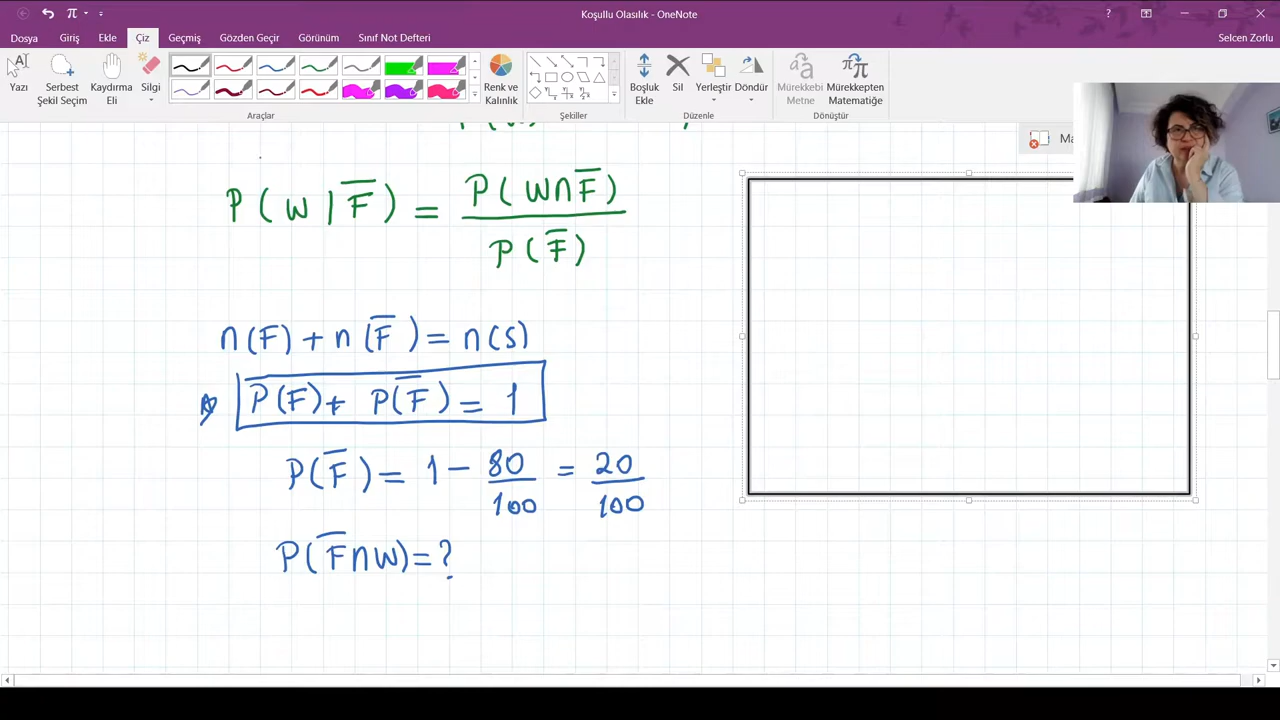 Koşullu Olasılık - OneNote
Dosya Giriş Ekle Çiz Geçmiş Gözden Geçir Görünüm Sınıf Not Defteri
Selcen Zorlu
Yazı
Serbest Şekil Seçim
Kaydırma Eli
Silgi
Renk ve Kalınlık
Boşluk Ekle
Sil
Yerleştir
Döndür
Mürekkebi Metne
Mürekkepten Matematiğe
Araçlar
Şekiller
Düzenle
Dönüştür
Ma
P(W|F̅) = P(W∩F̅) / P(F̅)
n(F) + n(F̅) = n(S)
P(F) + P(F̅) = 1
P(F̅) = 1 - 80/100 = 20/100
P(F̅∩W) = ?